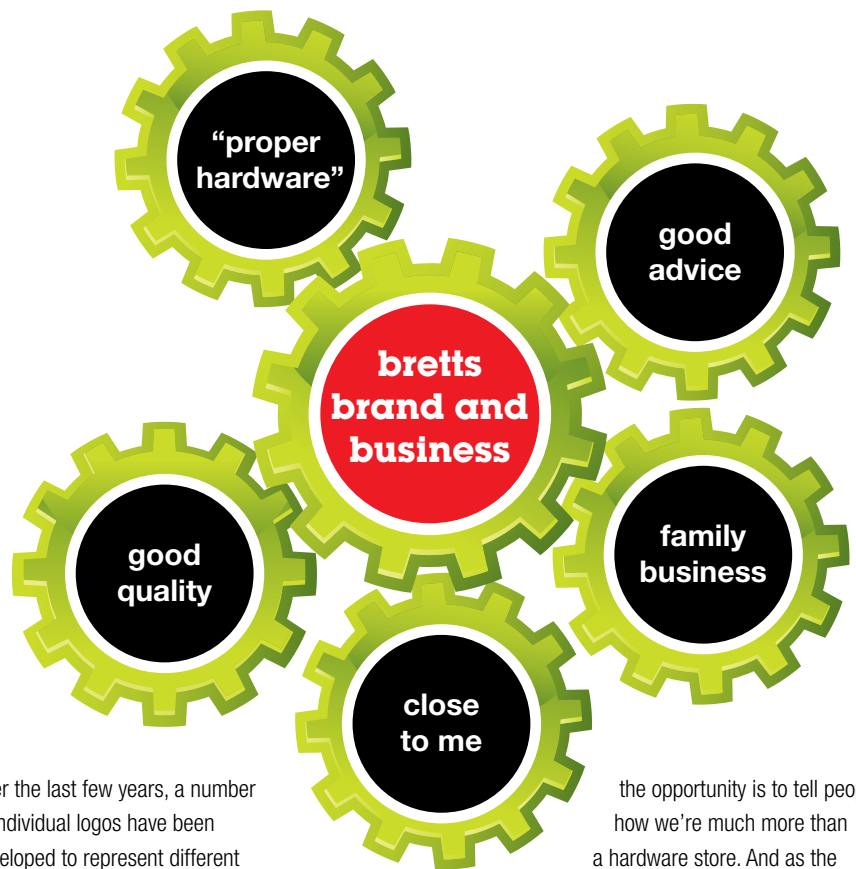 “proper
hardware”
good
advice
bretts
brand and
business
good
quality
family
business
close
to me
the last few years, a number
individual logos have been
to represent different
the opportunity is to tell
how we're much more than
a hardware store. And as the